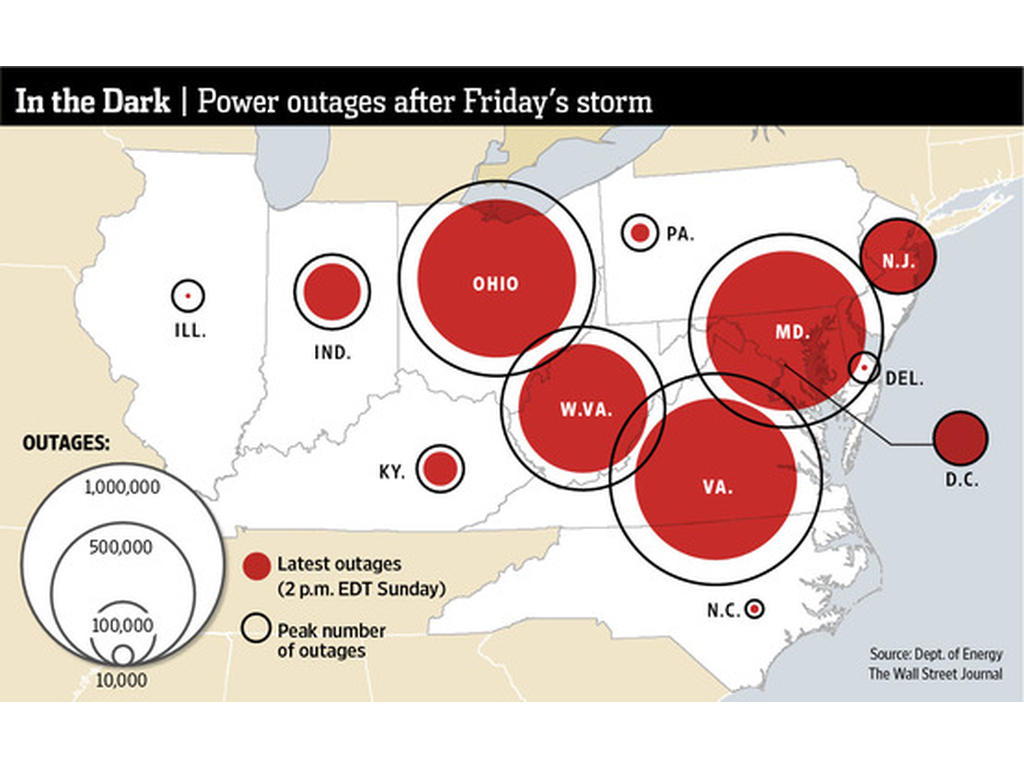 In the Dark | Power outages after Friday's storm
PA.
N.J.
OHIO
ILL.
IND.
MD.
DEL.
W.VA.
KY.
VA.
D.C.
N.C.
OUTAGES:
1,000,000
500,000
100,000
10,000
Latest outages
(2 p.m. EDT Sunday)
Peak number
of outages
Source: Dept. of Energy
The Wall Street Journal